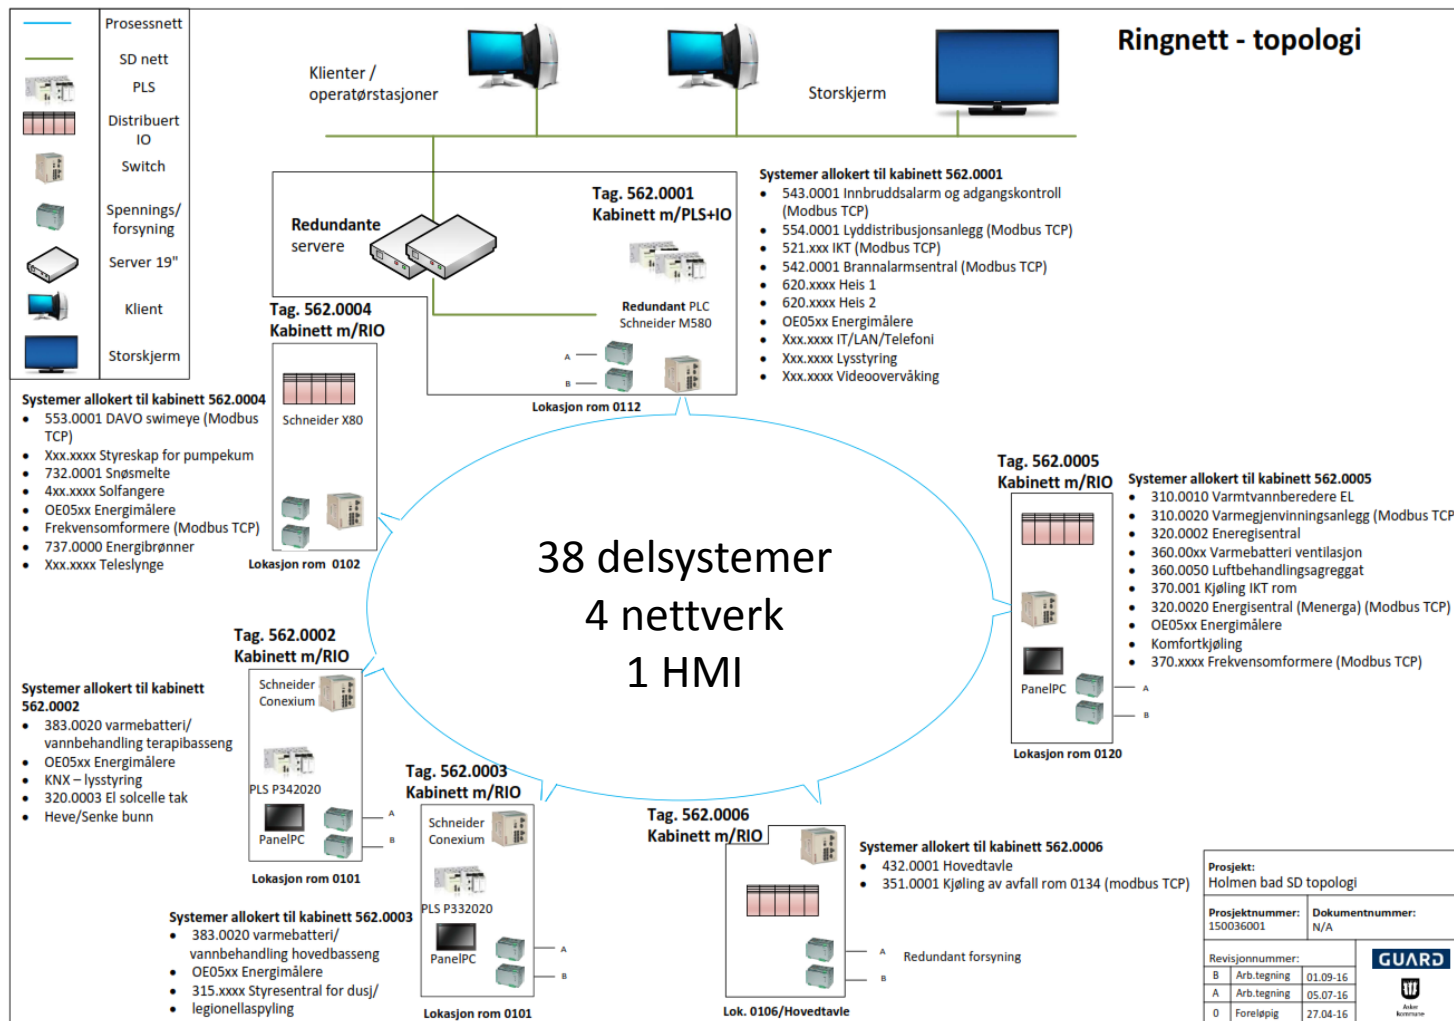 Ringnett - topologi
Prosessnett
SD nett
PLS
Distribuert
IO
Switch
Spennings/
forsyning
Server 19"
Klient
Storskjerm
Klienter /
operatørstasjoner
Storskjerm
Redundante
servere
Tag. 562.0001
Kabinett m/PLS+IO
Redundant PLC
Schneider M580
A
B
Lokasjon rom 0112
Systemer allokert til kabinett 562.0001
• 543.0001 Innbruddsalarm og adgangskontroll
(Modbus TCP)
• 554.0001 Lyddistribusjonsanlegg (Modbus TCP)
• 521.xxx IKT (Modbus TCP)
• 542.0001 Brannalarmsentral (Modbus TCP)
• 620.xxxx Heis 1
• 620.xxxx Heis 2
• OE05xx Energimålere
• Xxx.xxxx IT/LAN/Telefoni
• Xxx.xxxx Lysstyring
• Xxx.xxxx Videoovervåking
Tag. 562.0004
Kabinett m/RIO
Schneider X80
Lokasjon rom 0102
Systemer allokert til kabinett 562.0004
• 553.0001 DAVO swimeye (Modbus
TCP)
• Xxx.xxxx Styreskap for pumpekum
• 732.0001 Snøsmelte
• 4xx.xxxx Solfangere
• OE05xx Energimålere
• Frekvensomformere (Modbus TCP)
• 737.0000 Energibrønner
• Xxx.xxxx Teleslynge
38 delsystemer
4 nettverk
1 HMI
Tag. 562.0005
Kabinett m/RIO
PanelPC
A
B
Lokasjon rom 0120
Systemer allokert til kabinett 562.0005
• 310.0010 Varmtvannberedere EL
• 310.0020 Varmegjenvinningsanlegg (Modbus TCP
• 320.0002 Eneregisentral
• 360.00xx Varmebatteri ventilasjon
• 360.0050 Luftbehandlingsagreggat
• 370.001 Kjøling IKT rom
• 320.0020 Energisentral (Menerga) (Modbus TCP)
• OE05xx Energimålere
• Komfortkjøling
• 370.xxxx Frekvensomformere (Modbus TCP)
Tag. 562.0002
Kabinett m/RIO
Schneider
Conexium
PLS P342020
PanelPC
A
B
Lokasjon rom 0101
Systemer allokert til kabinett
562.0002
• 383.0020 varmebatteri/
vannbehandling terapibasseng
• OE05xx Energimålere
• KNX – lysstyring
• 320.0003 El solcelle tak
• Heve/Senke bunn
Tag. 562.0003
Kabinett m/RIO
Schneider
Conexium
PLS P332020
PanelPC
A
B
Lokasjon rom 0101
Systemer allokert til kabinett 562.0003
• 383.0020 varmebatteri/
vannbehandling hovedbasseng
• OE05xx Energimålere
• 315.xxxx Styresentral for dusj/
• legionellaspyling
Tag. 562.0006
Kabinett m/RIO
A
B
Redundant forsyning
Lok. 0106/Hovedtavle
Systemer allokert til kabinett 562.0006
• 432.0001 Hovedtavle
• 351.0001 Kjøling av avfall rom 0134 (modbus TCP)
Prosjekt:
Holmen bad SD topologi
Prosjektnummer:
150036001
Dokumentnummer:
N/A
Revisjonnummer:
B Arb.tegning 01.09-16
A Arb.tegning 05.07-16
0 Foreløpig 27.04-16
GUARD
Asker
kommune